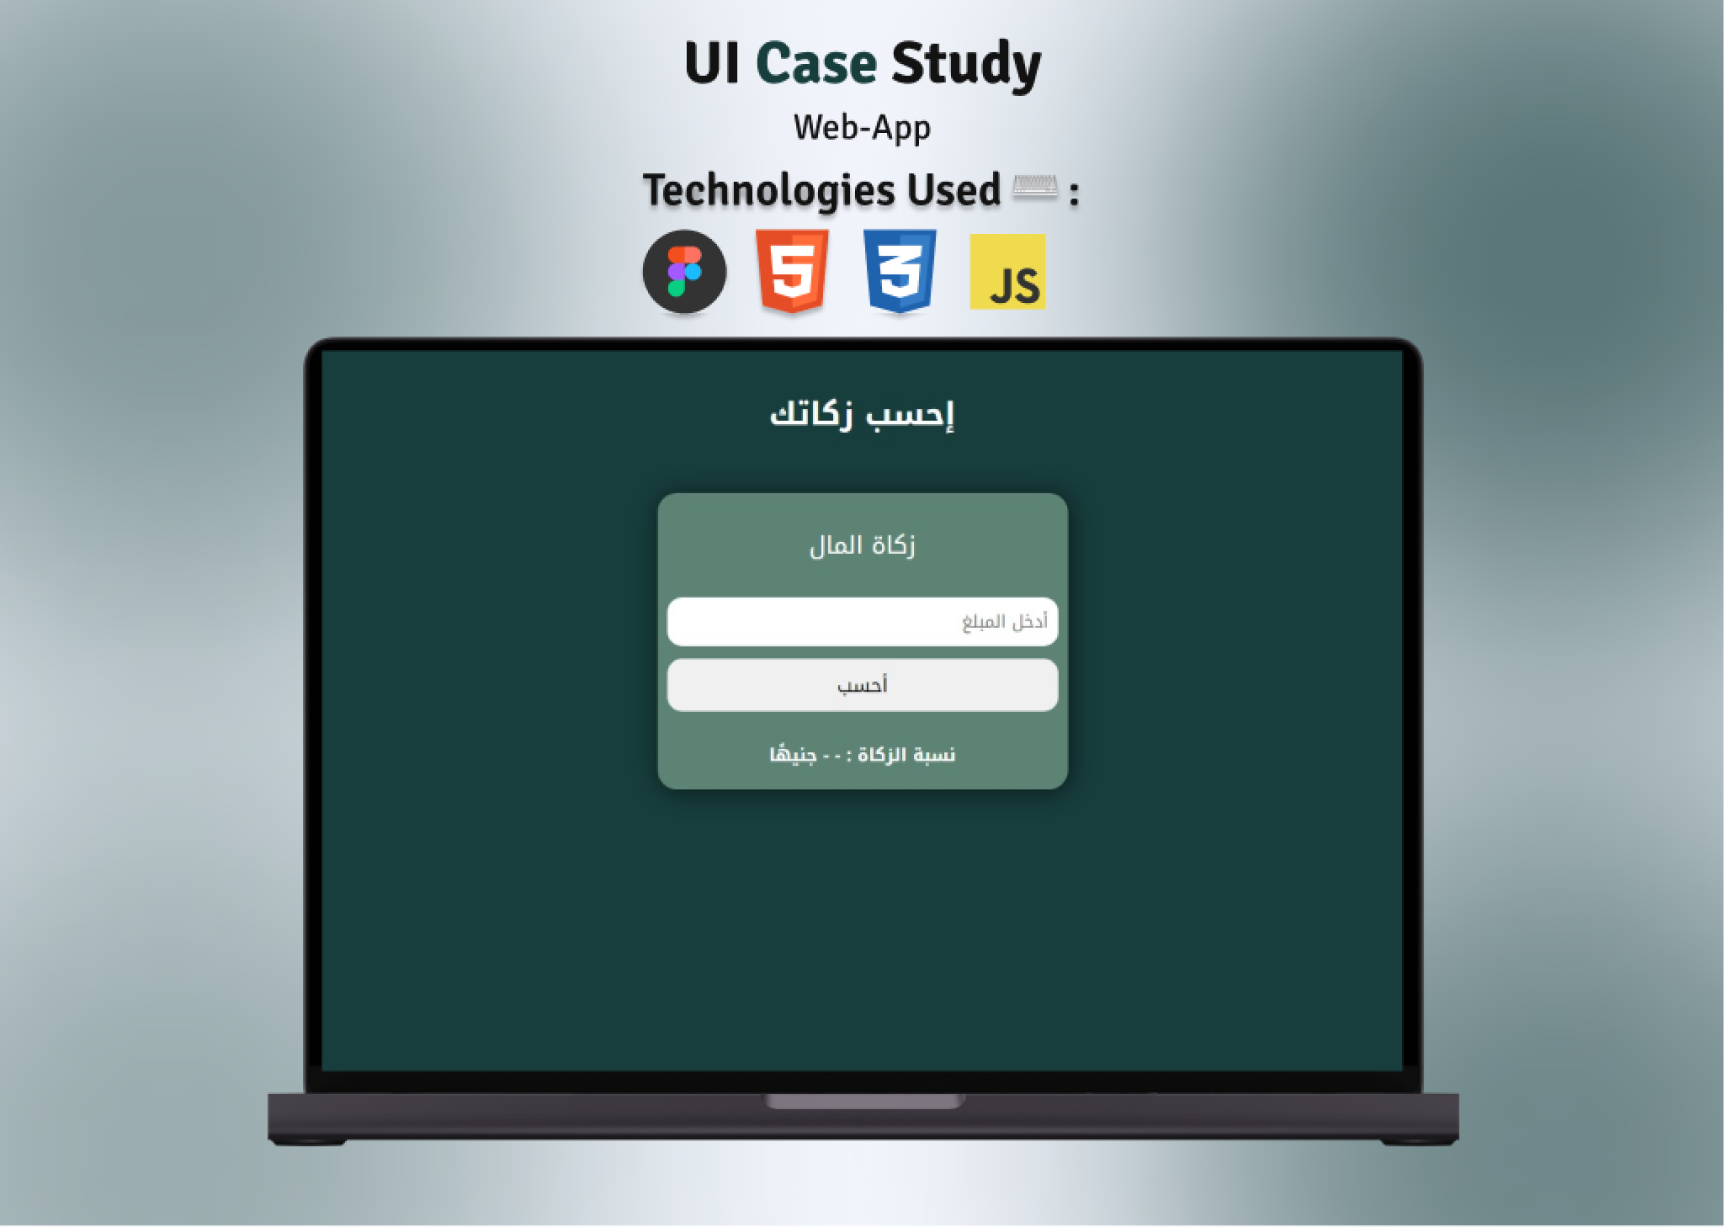 UI Case Study
Web-App
Technologies Used ⌨️ :
5 3 JS
إحسب زكاتك
زكاة المال
أدخل المبلغ
أحسب
نسبة الزكاة : - - جنيهًا